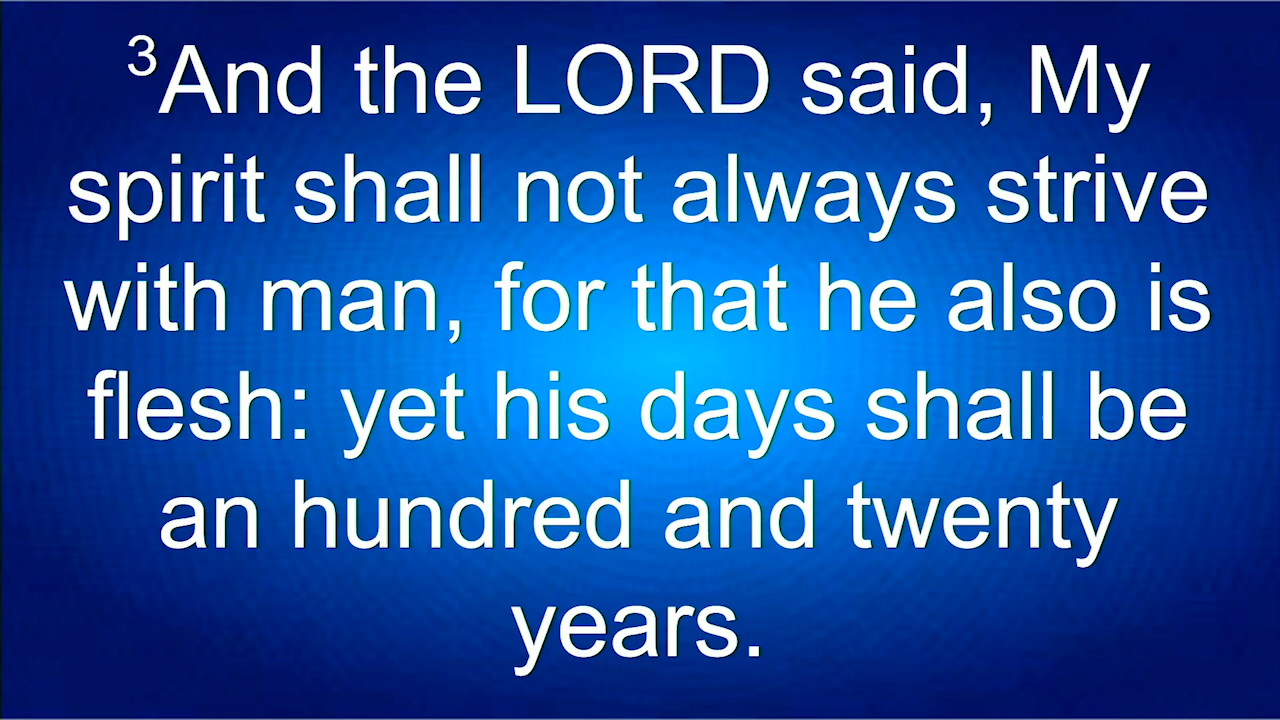 ³And the LORD said, My
spirit shall not always strive
with man, for that he also is
flesh: yet his days shall be
an hundred and twenty
years.